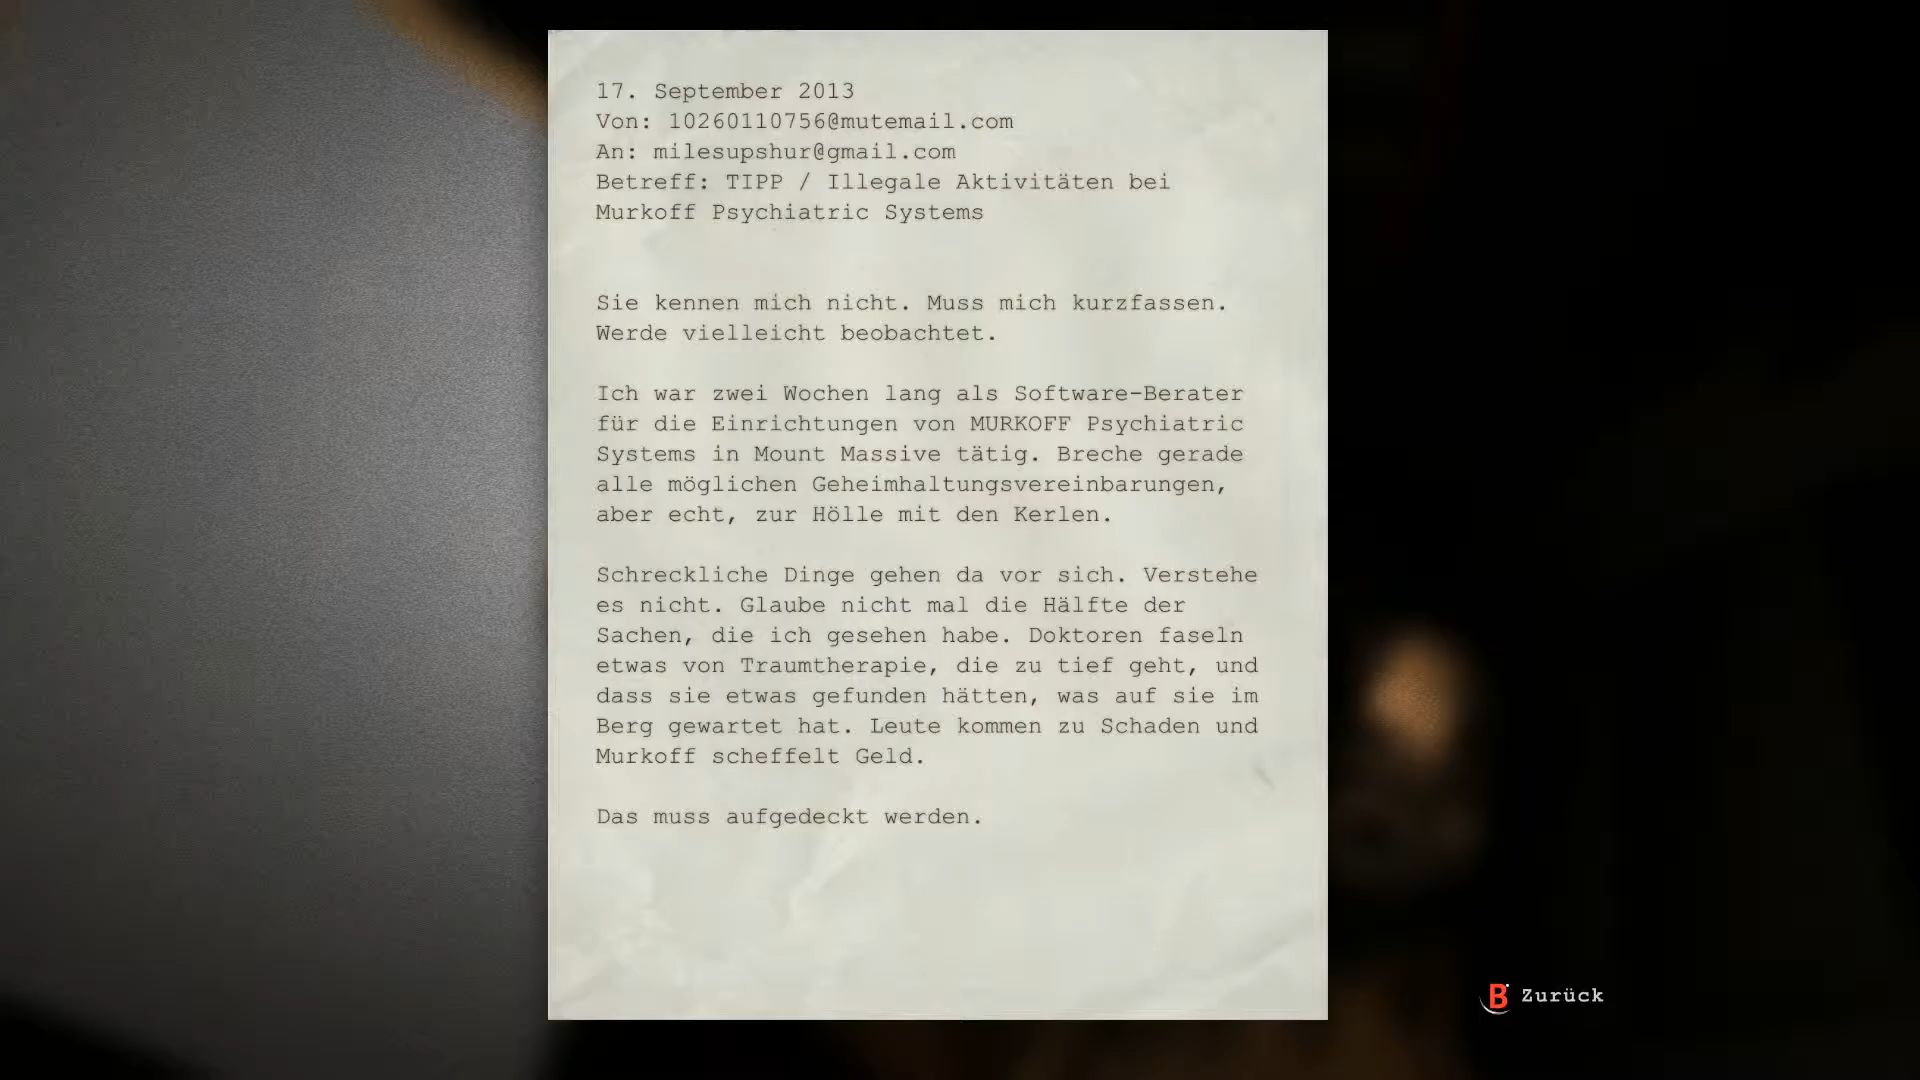 17. September 2013
Von: 10260110756@mutemail.com
An: milesupshur@gmail.com
Betreff: TIPP / Illegale Aktivitäten bei
Murkoff Psychiatric Systems
Sie kennen mich nicht. Muss mich kurzfassen.
Werde vielleicht beobachtet.
Ich war zwei Wochen lang als Software-Berater
für die Einrichtungen von MURKOFF Psychiatric
Systems in Mount Massive tätig. Breche gerade
alle möglichen Geheimhaltungsvereinbarungen,
aber echt, zur Hölle mit den Kerlen.
Schreckliche Dinge gehen da vor sich. Verstehe
es nicht. Glaube nicht mal die Hälfte der
Sachen, die ich gesehen habe. Doktoren faseln
etwas von Traumtherapie, die zu tief geht, und
dass sie etwas gefunden hätten, was auf sie im
Berg gewartet hat. Leute kommen zu Schaden und
Murkoff scheffelt Geld.
Das muss aufgedeckt werden.
B Zurück